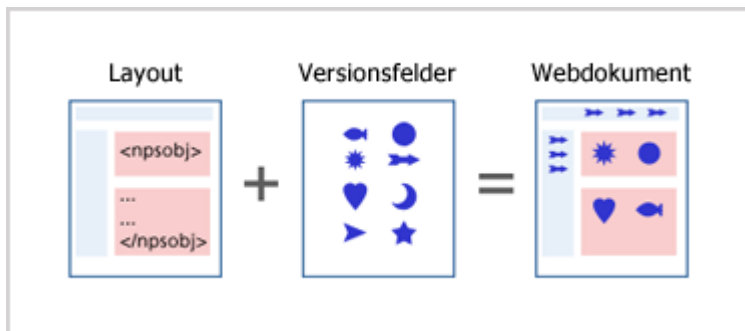 Layout
Versionsfelder
Webdokument
<npsobj>
...
...
</npsobj>
+
=